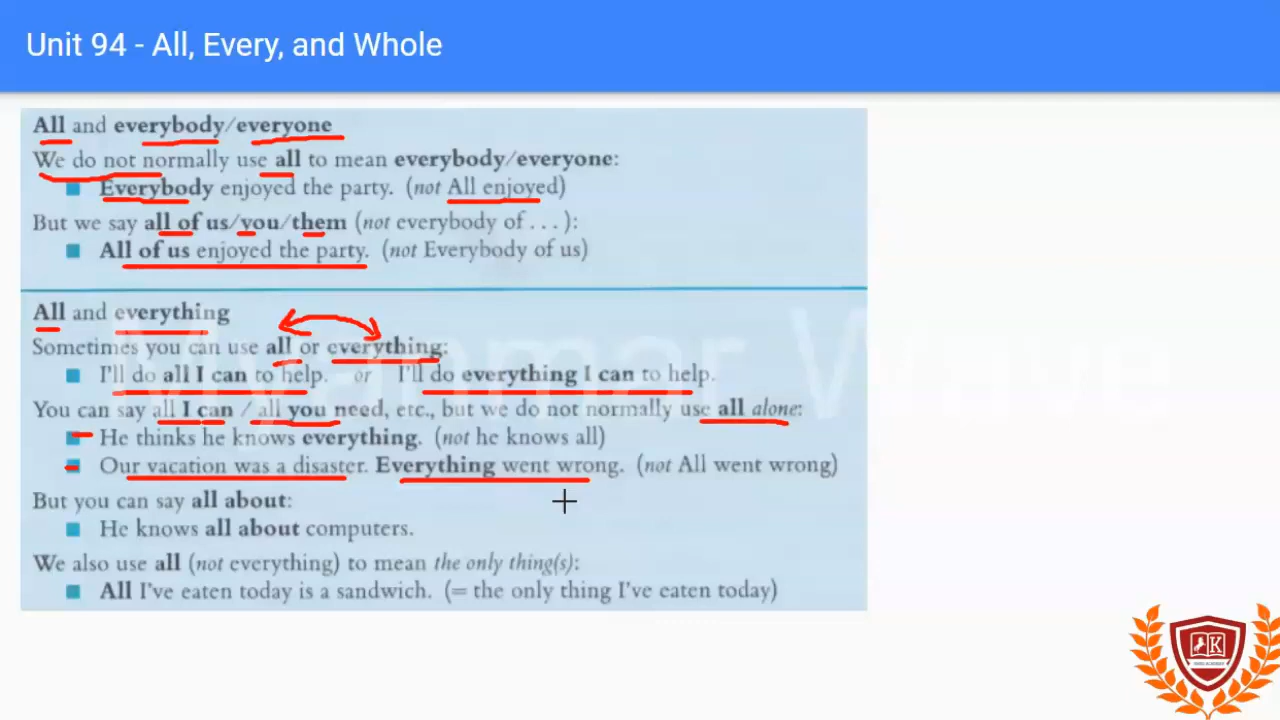 Unit 94 - All, Every, and Whole
All and everybody/everyone
We do not normally use all to mean everybody/everyone:
Everybody enjoyed the party. (not All enjoyed)
But we say all of us/you/them (not everybody of . . . ):
All of us enjoyed the party. (not Everybody of us)
All and everything
Sometimes you can use all or everything:
I'll do all I can to help. or I'll do everything I can to help.
You can say all I can / all you need, etc., but we do not normally use all alone:
He thinks he knows everything. (not he knows all)
Our vacation was a disaster. Everything went wrong. (not All went wrong)
But you can say all about:
He knows all about computers.
We also use all (not everything) to mean the only thing(s):
All I've eaten today is a sandwich. (= the only thing I've eaten today)
K